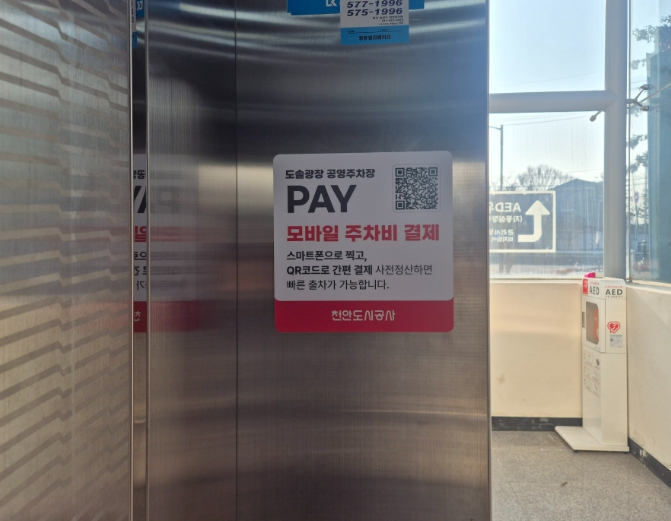 577-1996
575-1996
도솔광장 공영주차장
PAY
모바일 주차비 결제
스마트폰으로 찍고,
QR코드로 간편 결제 사전정산하면
빠른 출차가 가능합니다.
천안도시공사
AED
AED
AED